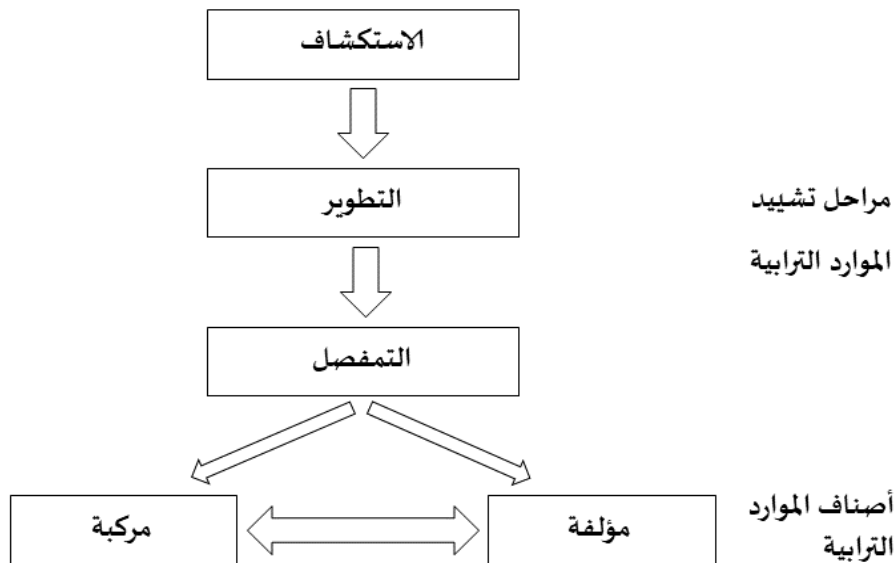 الاستكشاف
التطوير
مراحل تشييد
الموارد الترابية
التمفصل
مؤلفة
مركبة
أصناف الموارد
الترابية